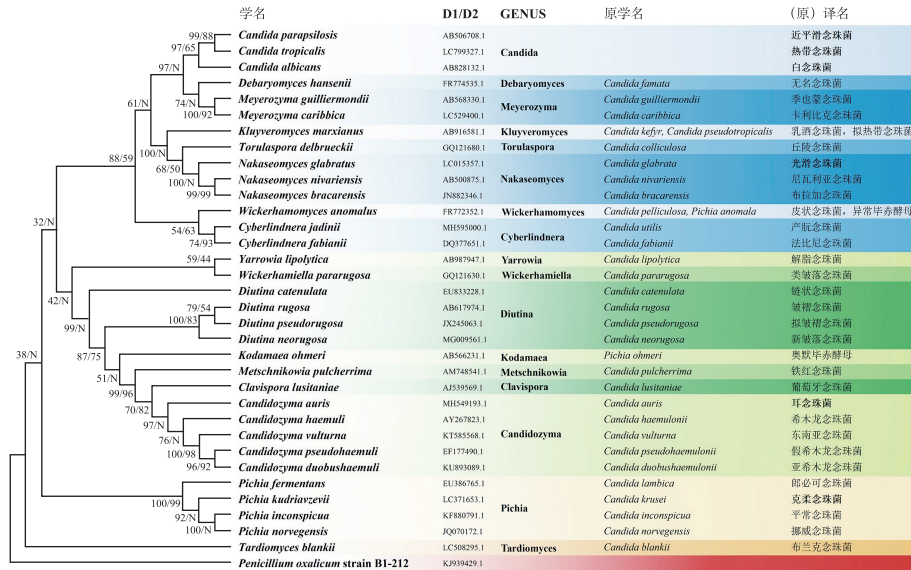 学名 D1/D2 GENUS 原学名 （原）译名
99/88 Candida parapsilosis AB506708.1 近平滑念珠菌
97/65 Candida tropicalis LC799327.1 Candida 热带念珠菌
97/N Candida albicans AB828132.1 白念珠菌
Debaryomyces hansenii FR774535.1 Debaryomyces Candida famata 无名念珠菌
61/N 74/N Meyerozyma guilliermondii AB568330.1 Meyerozyma Candida guilliermondii 季也蒙念珠菌
100/92 Meyerozyma caribbica LC529400.1 Candida caribbica 卡利比克念珠菌
Kluyveromyces marxianus AB916581.1 Kluyveromyces Candida kefyr, Candida pseudotropicalis 乳酒念珠菌，拟热带念珠菌
100/N Torulaspora delbrueckii GQ121680.1 Torulaspora Candida colliculosa 丘陵念珠菌
88/59 68/50 Nakaseomyces glabratus LC015357.1 Nakaseomyces Candida glabrata 光滑念珠菌
100/N Nakaseomyces nivariensis AB500875.1 Candida nivariensis 尼瓦利亚念珠菌
99/99 Nakaseomyces bracarensis JN882346.1 Candida bracarensis 布拉加念珠菌
32/N Wickerhamomyces anomalus FR772352.1 Wickerhamomyces Candida pelliculosa, Pichia anomala 皮状念珠菌，异常毕赤酵母
54/63 Cyberlindnera jadinii MH595000.1 Cyberlindnera Candida utilis 产朊念珠菌
74/93 Cyberlindnera fabianii DQ377651.1 Candida fabianii 法比尼念珠菌
59/44 Yarrowia lipolytica AB987947.1 Yarrowia Candida lipolytica 解脂念珠菌
Wickerhamiella pararugosa GQ121630.1 Wickerhamiella Candida pararugosa 类皱落念珠菌
42/N Diutina catenulata EU833228.1 Diutina Candida catenulata 链状念珠菌
79/54 Diutina rugosa AB617974.1 Candida rugosa 皱褶念珠菌
99/N 100/83 Diutina pseudorugosa JX245063.1 Candida pseudorugosa 拟皱褶念珠菌
Diutina neorugosa MG009561.1 Candida neorugosa 新皱落念珠菌
38/N 87/75 Kodamaea ohmeri AB566231.1 Kodamaea Pichia ohmeri 奥默毕赤酵母
51/N Metschnikowia pulcherrima AM748541.1 Metschnikowia Candida pulcherrima 铁红念珠菌
99/96 Clavispora lusitaniae AJ539569.1 Clavispora Candida lusitaniae 葡萄牙念珠菌
70/82 Candidozyma auris MH549193.1 Candidozyma Candida auris 耳念珠菌
97/N Candidozyma haemuli AY267823.1 Candida haemulonii 希木龙念珠菌
76/N Candidozyma vulturna KT585568.1 Candida vulturna 东南亚念珠菌
100/98 Candidozyma pseudohaemuli EF177490.1 Candida pseudohaemulonii 假希木龙念珠菌
96/92 Candidozyma duobushaemuli KU893089.1 Candida duobushaemulonii 亚希木龙念珠菌
Pichia fermentans EU386765.1 Pichia Candida lambica 郎必可念珠菌
100/99 Pichia kudriavzevii LC371653.1 Candida krusei 克柔念珠菌
92/N Pichia inconspicua KF880791.1 Candida inconspicua 平常念珠菌
100/N Pichia norvegensis JQ070172.1 Candida norvegensis 挪威念珠菌
Tardiomyces blankii LC508295.1 Tardiomyces Candida blankii 布兰克念珠菌
Penicillium oxalicum strain B1-212 KJ939429.1